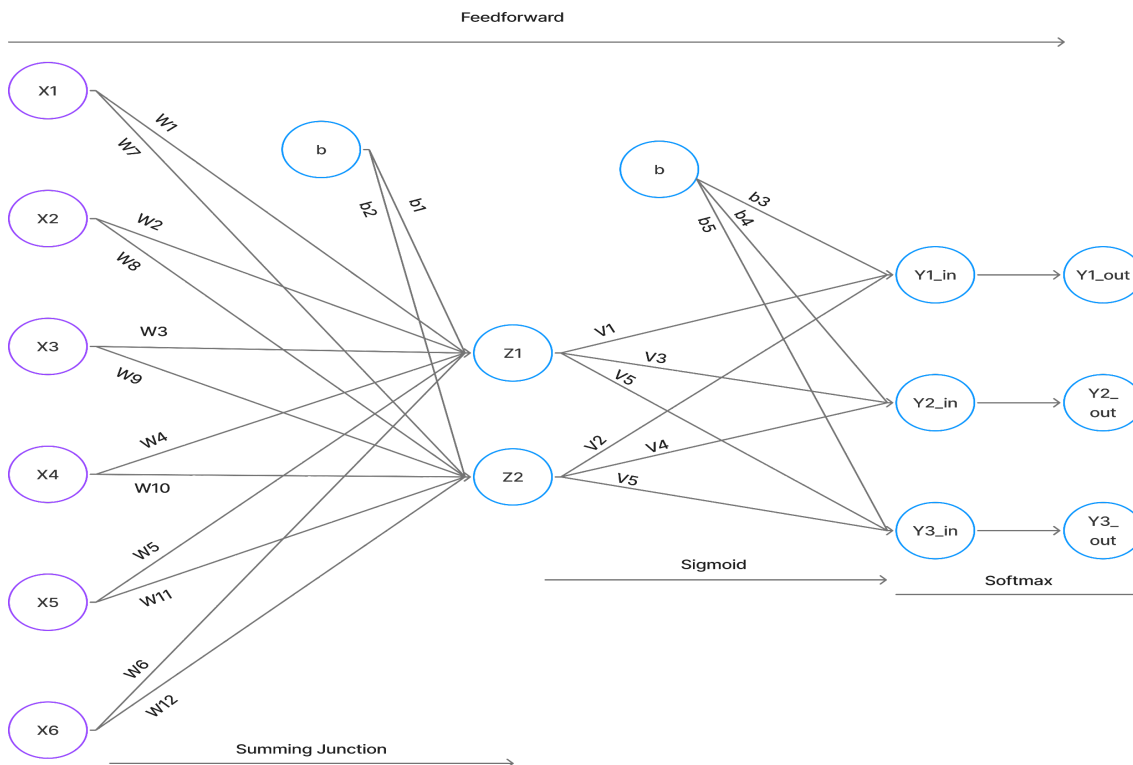 Feedforward
X1
W1
W7
b
b
X2
W2
W8
b1
b2
b3
b4
b5
Y1_in
Y1_out
X3
W3
W9
Z1
V1
V3
V5
Y2_in
Y2_
out
X4
W4
W10
Z2
V2
V4
V5
Y3_in
Y3_
out
X5
W5
W11
Sigmoid
Softmax
X6
W6
W12
Summing Junction